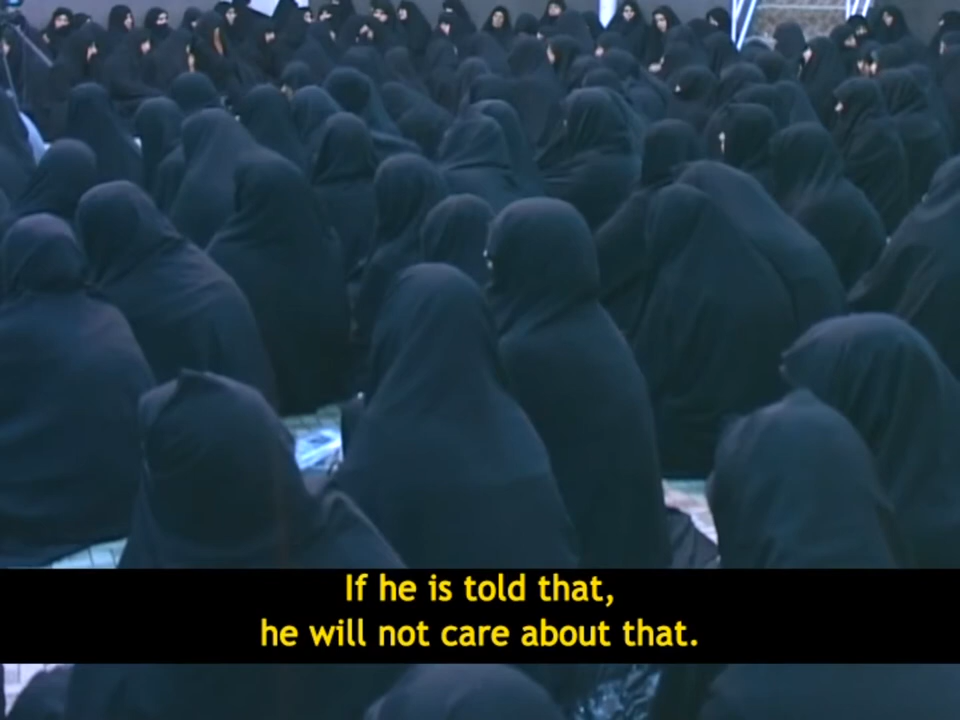 If he is told that,
he will not care about that.